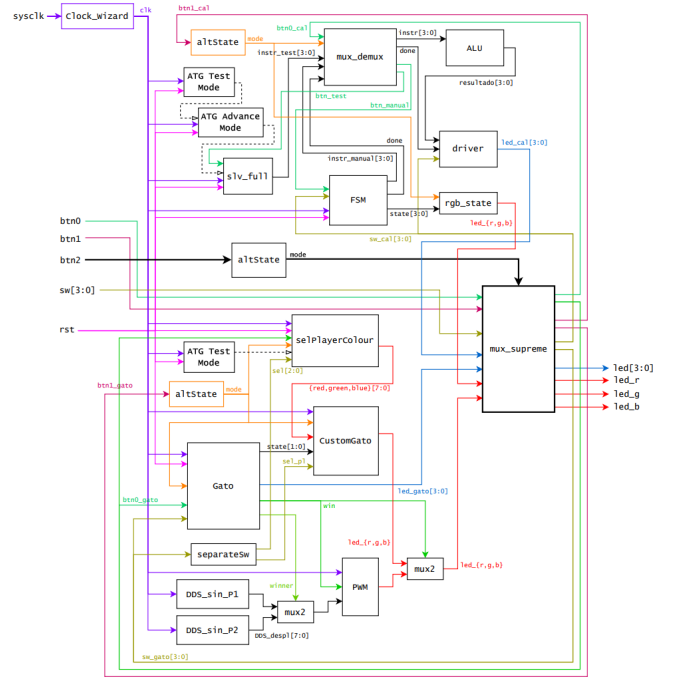 sysclk
Clock_Wizard
clk
btn1_cal
btn0_cal
altState
mode
instr_test[3:0]
mux_demux
instr[3:0]
done
ALU
resultado[3:0]
ATG Test
Mode
btn_test
btn_manual
ATG Advance
Mode
done
driver
led_cal[3:0]
instr_manual[3:0]
slv_full
FSM
state[3:0]
rgb_state
led_{r,g,b}
btn0
btn1
btn2
altState
mode
sw_cal[3:0]
sw[3:0]
rst
selPlayerColour
mux_supreme
ATG Test
Mode
sel[2:0]
led[3:0]
led_r
led_g
led_b
btn1_gato
altState
mode
{red,green,blue}[7:0]
CustomGato
state[1:0]
sel_pl
Gato
led_gato[3:0]
btn0_gato
win
separateSw
led_{r,g,b}
mux2
led_{r,g,b}
winner
PWM
DDS_sin_P1
mux2
DDS_sin_P2
DDS_despl[7:0]
sw_gato[3:0]